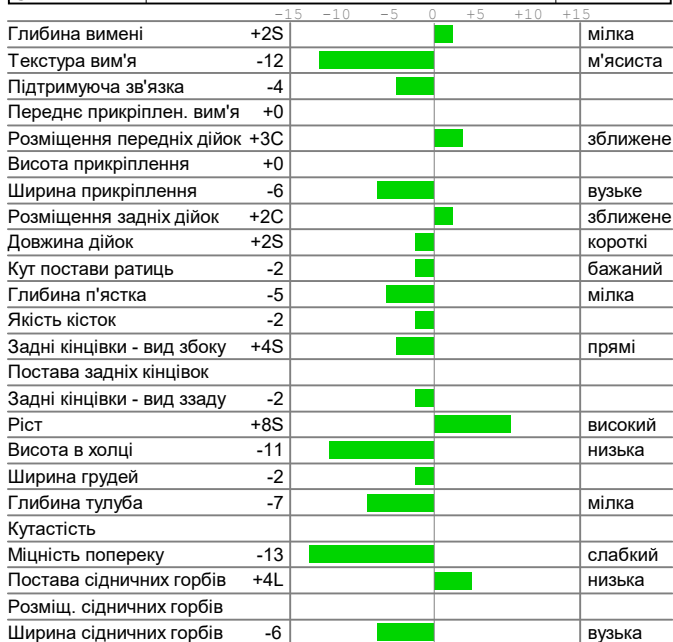 -15 -10 -5 0 +5 +10 +15
Глибина вимені +2S мілка
Текстура вим'я -12 м'ясиста
Підтримуюча зв'язка -4
Переднє прикріплен. вим'я +0
Розміщення передніх дійок +3C зближене
Висота прикріплення +0
Ширина прикріплення -6 вузьке
Розміщення задніх дійок +2C зближене
Довжина дійок +2S короткі
Кут постави ратиць -2 бажаний
Глибина п'ястка -5 мілка
Якість кісток -2
Задні кінцівки - вид збоку +4S прямі
Постава задніх кінцівок
Задні кінцівки - вид ззаду -2
Ріст +8S високий
Висота в холці -11 низька
Ширина грудей -2
Глибина тулуба -7 мілка
Кутастість
Міцність попереку -13 слабкий
Постава сідничних горбів +4L низька
Розміщ. сідничних горбів
Ширина сідничних горбів -6 вузька